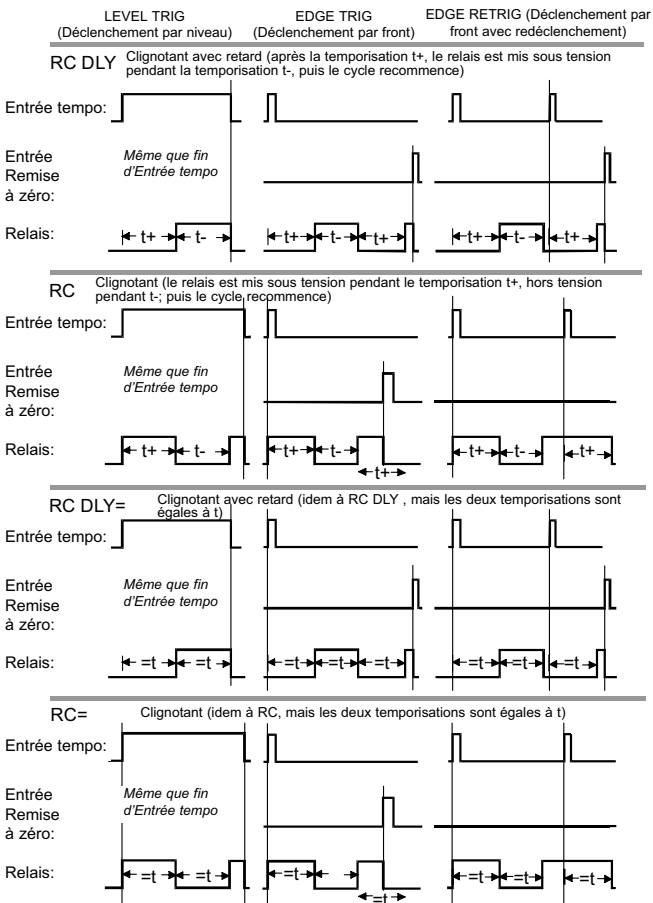 LEVEL TRIG
(Déclenchement par niveau)
EDGE TRIG
(Déclenchement par front)
EDGE RETRIG (Déclenchement par
front avec redéclenchement)
RC DLY
Clignotant avec retard (après la temporisation t+, le relais est mis sous tension
pendant la temporisation t-, puis le cycle recommence)
Entrée tempo:
Entrée
Remise
à zéro:
Même que fin
d'Entrée tempo
Relais:
t+ t- t+ t- t+ t+ t- t+
RC
Clignotant (le relais est mis sous tension pendant le temporisation t+, hors tension
pendant t-; puis le cycle recommence)
Entrée tempo:
Entrée
Remise
à zéro:
Même que fin
d'Entrée tempo
Relais:
t+ t- t+ t- t+ t- t+
t+
RC DLY=
Clignotant avec retard (idem à RC DLY , mais les deux temporisations sont
égales à t)
Entrée tempo:
Entrée
Remise
à zéro:
Même que fin
d'Entrée tempo
Relais:
=t =t =t =t =t =t =t =t
RC=
Clignotant (idem à RC, mais les deux temporisations sont égales à t)
Entrée tempo:
Entrée
Remise
à zéro:
Même que fin
d'Entrée tempo
Relais:
=t =t =t =t =t =t
=t